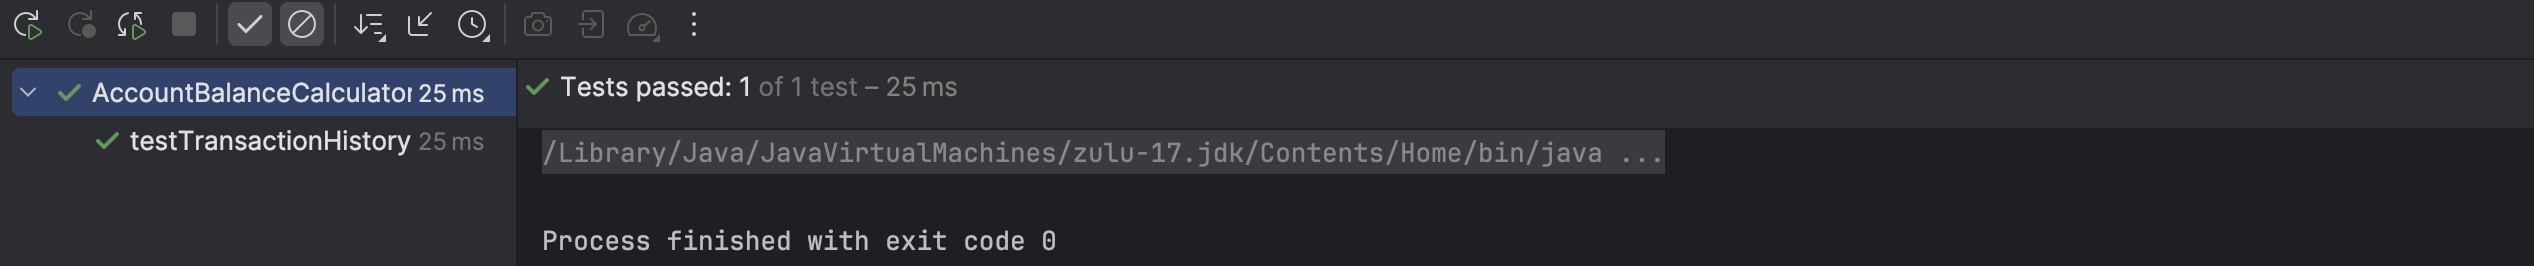 AccountBalanceCalculator 25 ms
testTransactionHistory 25 ms
Tests passed: 1 of 1 test – 25 ms
/Library/Java/JavaVirtualMachines/zulu-17.jdk/Contents/Home/bin/java ...
Process finished with exit code 0